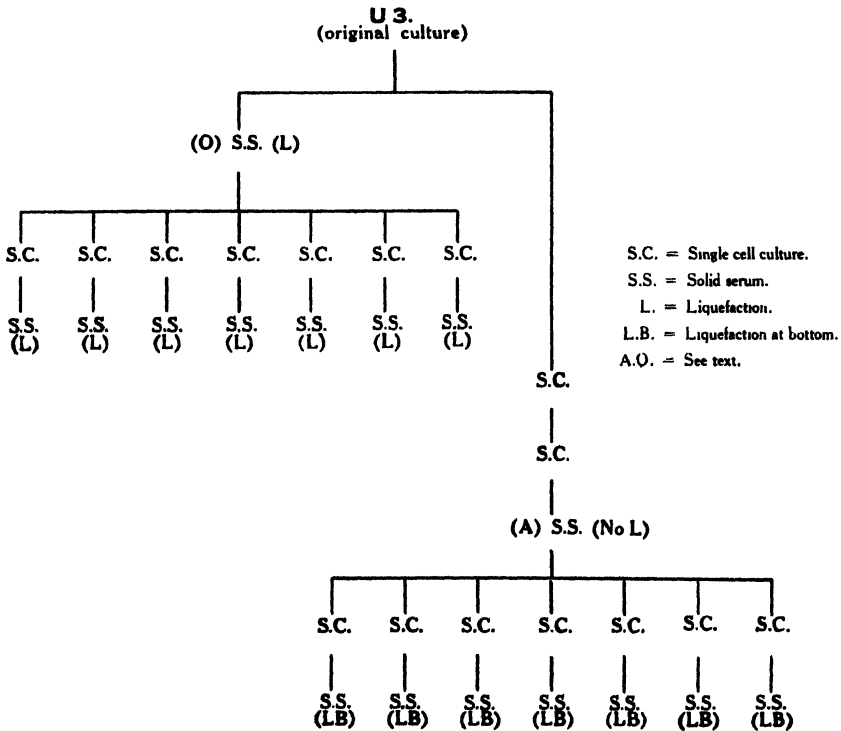 U 3.
(original culture)
(O) S.S. (L)
S.C. S.C. S.C. S.C. S.C. S.C. S.C.
S.S. S.S. S.S. S.S. S.S. S.S. S.S.
(L) (L) (L) (L) (L) (L) (L)
S.C. = Single cell culture.
S.S. = Solid serum.
L. = Liquefaction.
L.B. = Liquefaction at bottom.
A.O. = See text.
S.C.
S.C.
(A) S.S. (No L)
S.C. S.C. S.C. S.C. S.C. S.C. S.C.
S.S. S.S. S.S. S.S. S.S. S.S. S.S.
(LB) (LB) (LB) (LB) (LB) (LB) (LB)